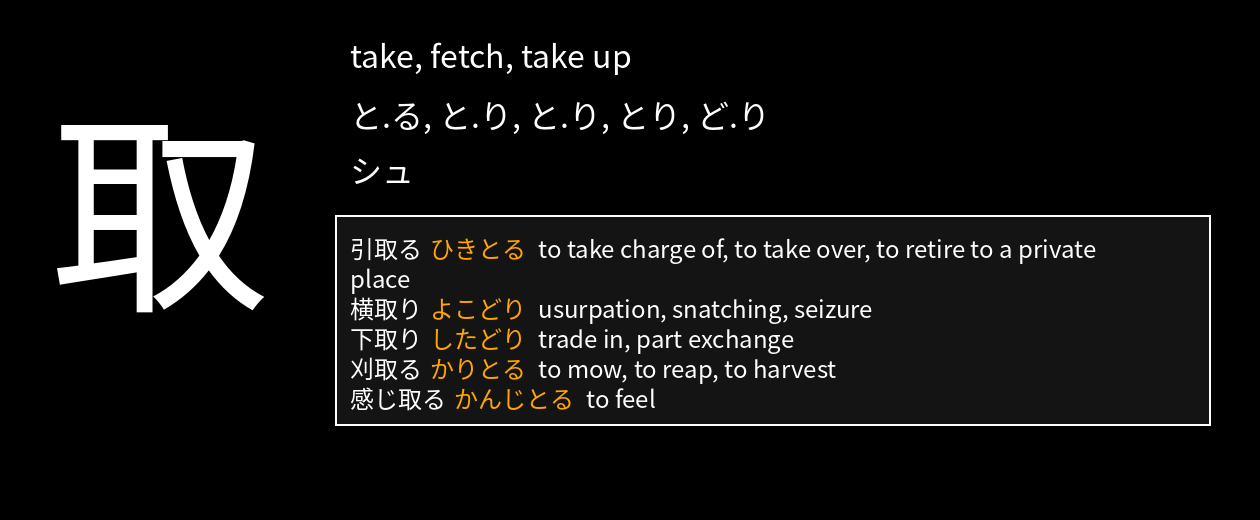 取
take, fetch, take up
と.る, と.り, と.り, とり, ど.り
シュ
引取る ひきとる to take charge of, to take over, to retire to a private
place
横取り よこどり usurpation, snatching, seizure
下取り したどり trade in, part exchange
刈取る かりとる to mow, to reap, to harvest
感じ取る かんじとる to feel